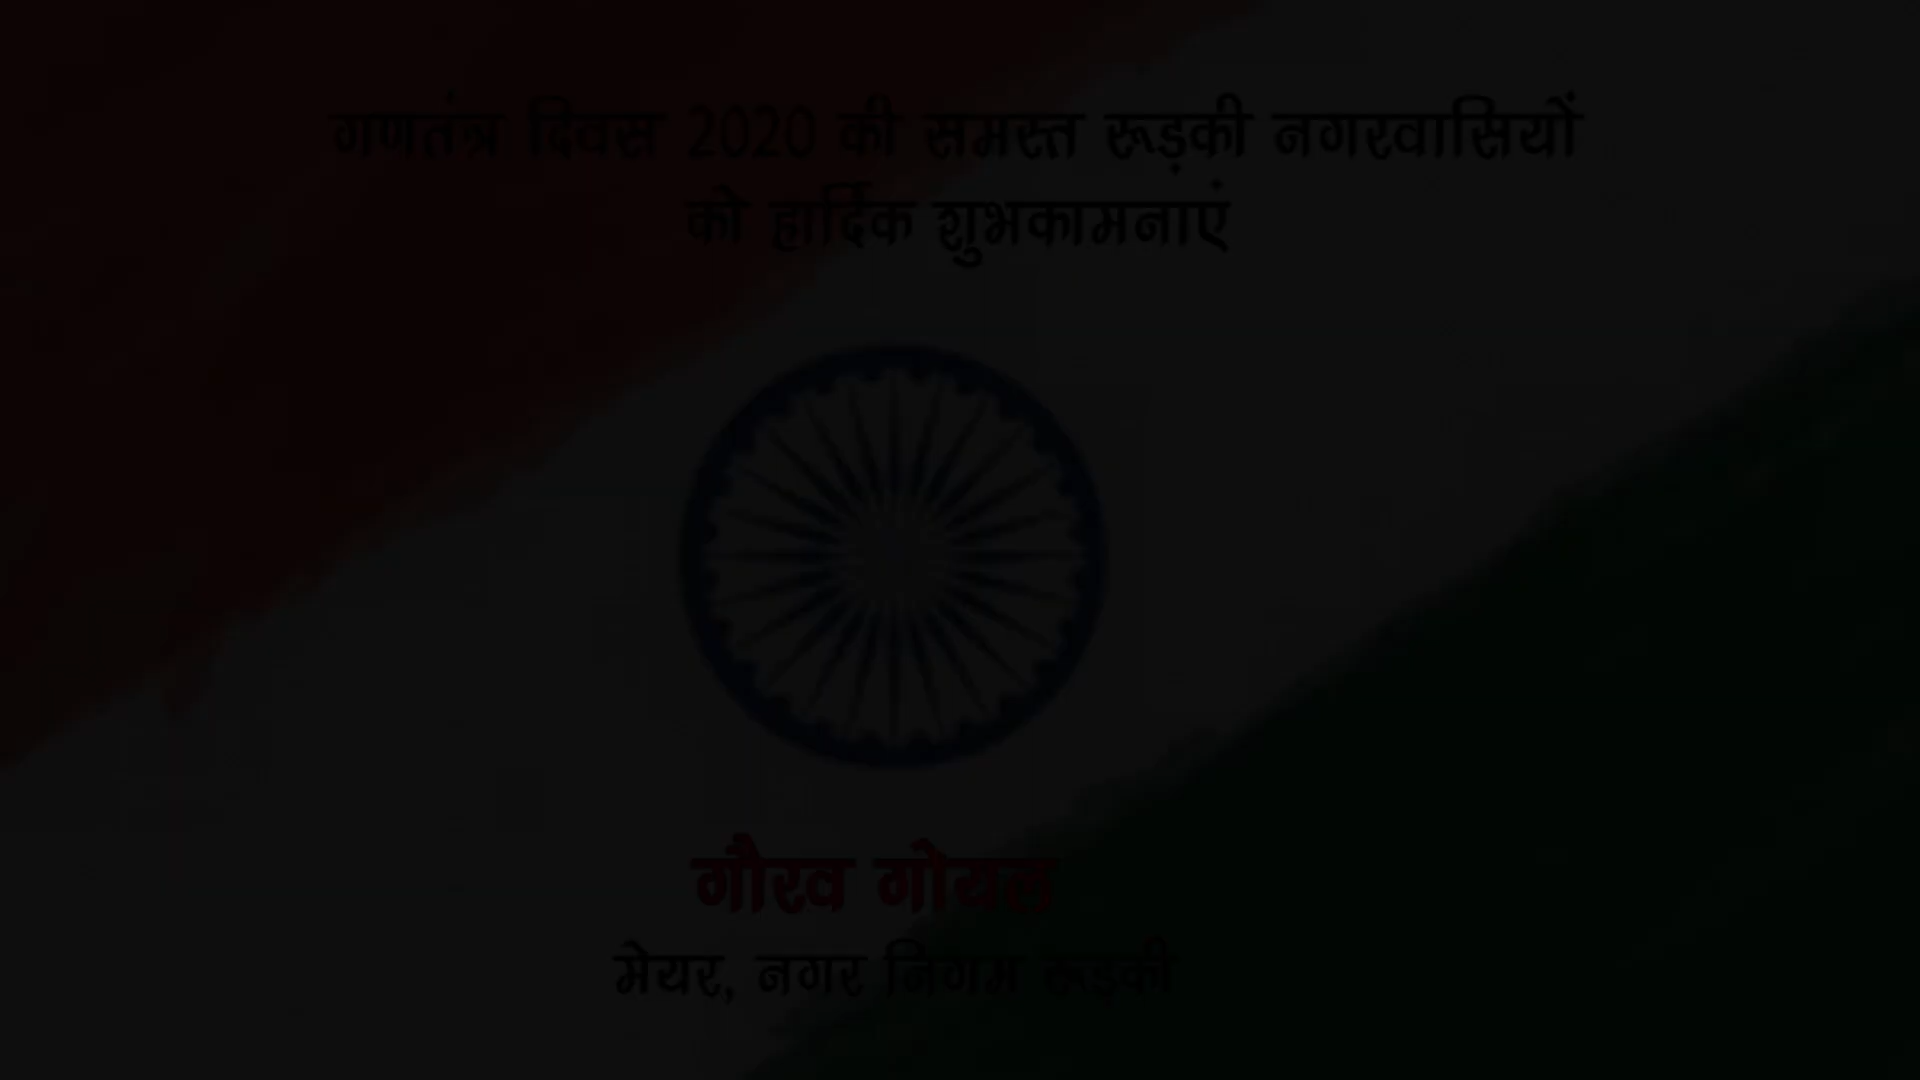 गणतंत्र दिवस 2020 की समस्त रूड़की नगरवासियों
को हार्दिक शुभकामनाएं
गौरव गोयल
मेयर, नगर निगम रूड़की